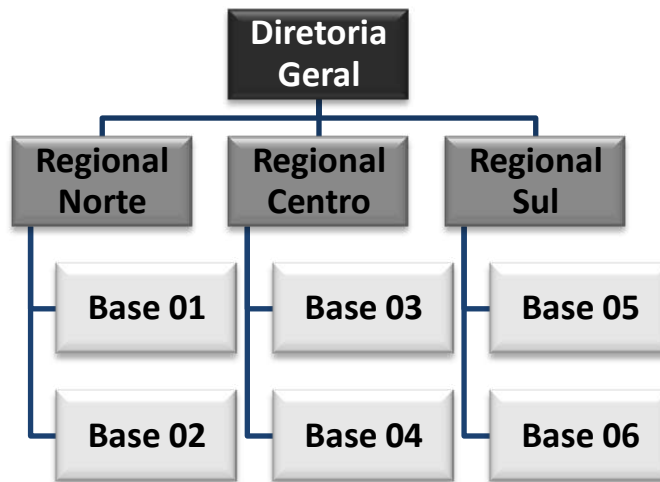 Diretoria
Geral
Regional
Norte
Regional
Centro
Regional
Sul
Base 01
Base 03
Base 05
Base 02
Base 04
Base 06